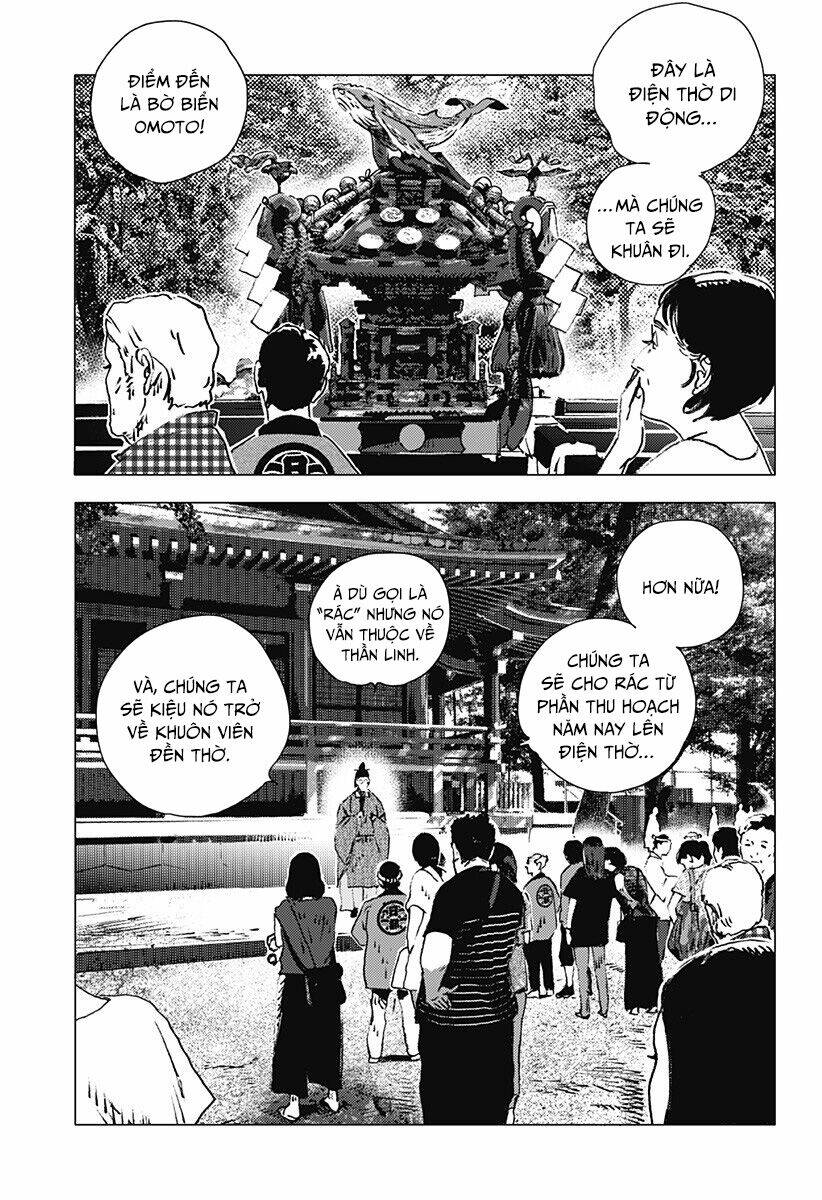 ĐÂY LÀ
ĐIỆN THỜ DI
ĐỘNG...
...MÀ CHÚNG
TA SẼ
KHUÂN ĐI.
ĐIỂM ĐẾN
LÀ BỜ BIỂN
OMOTO!
HƠN NỮA!
CHÚNG TA
SẼ CHO RÁC TỪ
PHẦN THU HOẠCH
NĂM NAY LÊN
ĐIỆN THỜ...
À DÙ GỌI LÀ
“RÁC” NHƯNG NÓ
VẪN THUỘC VỀ
THẦN LINH.
VÀ, CHÚNG TA
SẼ KIỆU NÓ TRỞ
VỀ KHUÔN VIÊN
ĐỀN THỜ.